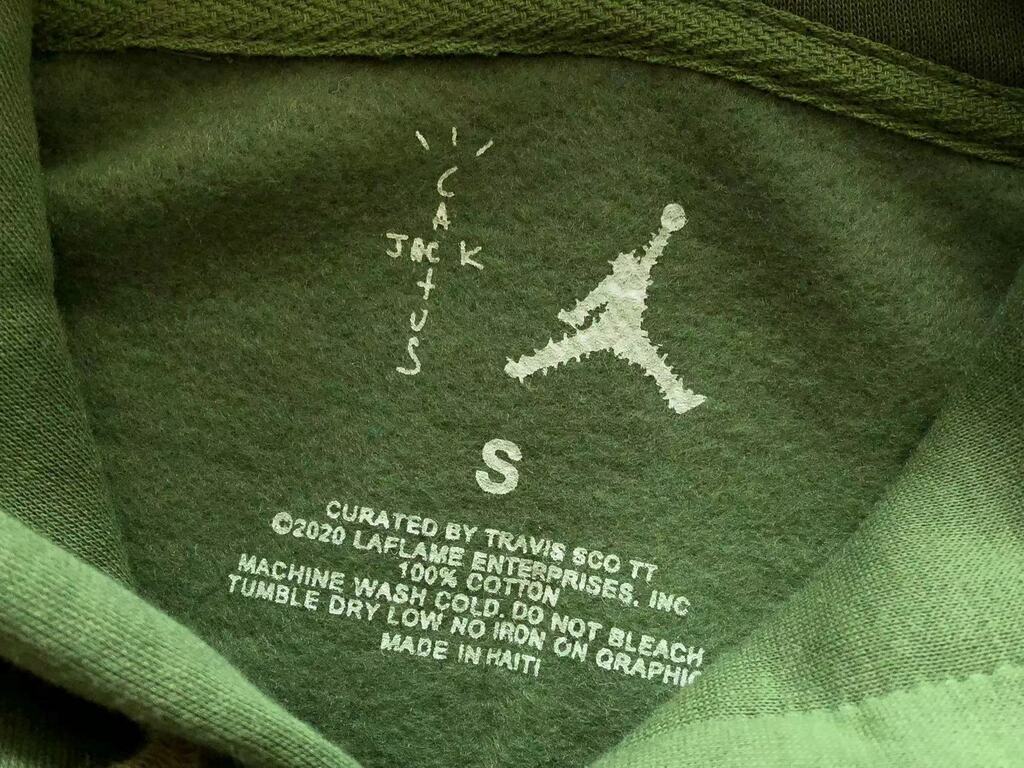 CACTUS
JACK
S
CURATED BY TRAVIS SCO TT
©2020 LAFLAME ENTERPRISES, INC
100% COTTON
MACHINE WASH COLD. DO NOT BLEACH
TUMBLE DRY LOW NO IRON ON GRAPHIC
MADE IN HAITI